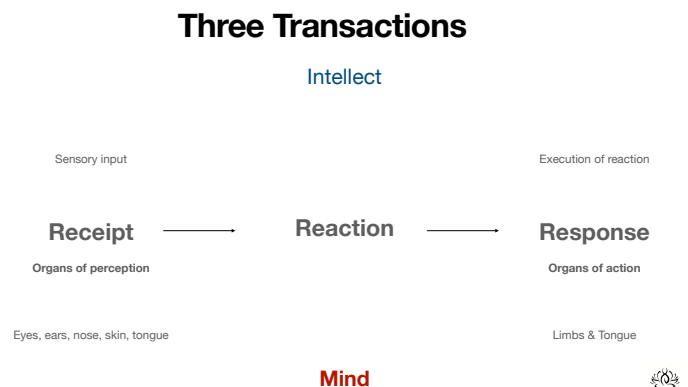 Three Transactions
Intellect
Sensory input
Execution of reaction
Receipt
Reaction
Response
Organs of perception
Organs of action
Eyes, ears, nose, skin, tongue
Limbs & Tongue
Mind